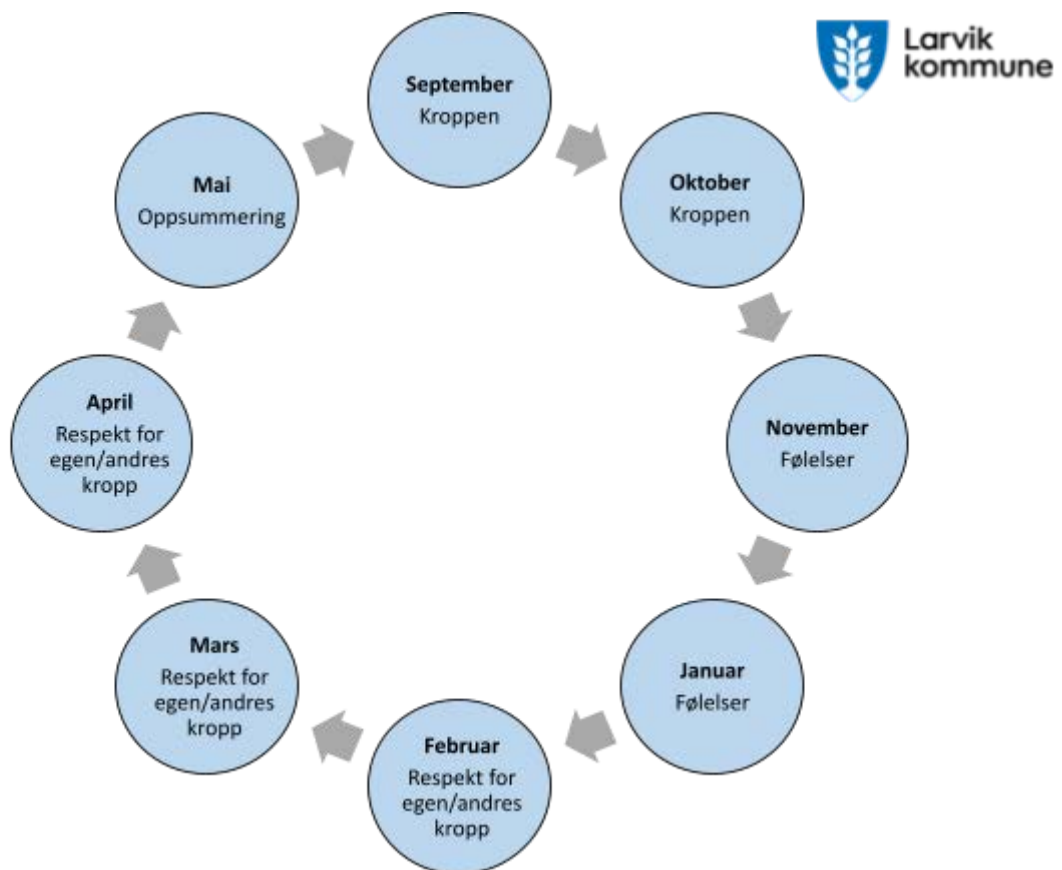 Larvik
kommune
September
Kroppen
Oktober
Kroppen
November
Følelser
Januar
Følelser
Februar
Respekt for
egen/andres
kropp
Mars
Respekt for
egen/andres
kropp
April
Respekt for
egen/andres
kropp
Mai
Oppsummering